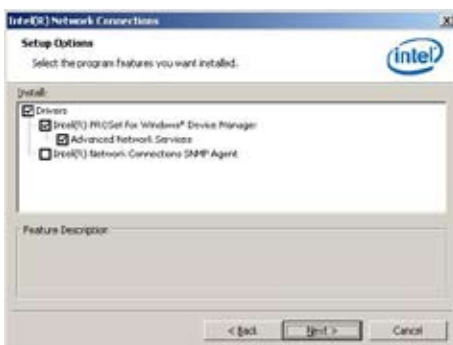 Intel(R) Network Connections
Setup Options
Select the program features you want installed.
intel
Install:
Drivers
Intel(R) PROSet for Windows* Device Manager
Advanced Network Services
Intel(R) Network Connections SNMP Agent
Feature Description
< Back
Next >
Cancel